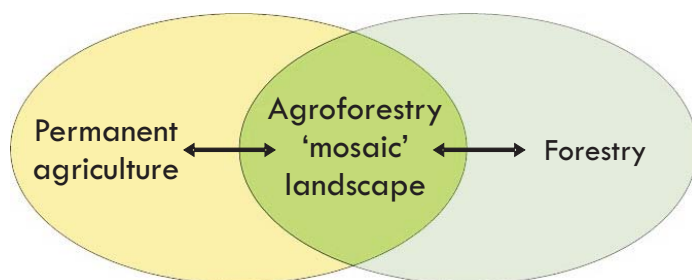 Permanent
agriculture
Agroforestry
‘mosaic’
landscape
Forestry